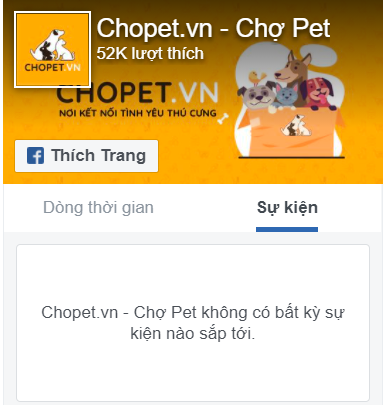 Chopet.vn - Chợ Pet
52K lượt thích
CHOPET.VN
CHOPET.VN
NƠI KẾT NỐI TÌNH YÊU THÚ CƯNG
Thích Trang
Dòng thời gian
Sự kiện
Chopet.vn - Chợ Pet không có bất kỳ sự
kiện nào sắp tới.